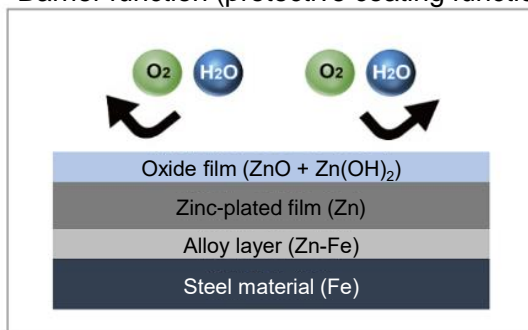 Barrier function (protective coating functio
O₂ H₂O O₂ H₂O
Oxide film (ZnO + Zn(OH)₂)
Zinc-plated film (Zn)
Alloy layer (Zn-Fe)
Steel material (Fe)